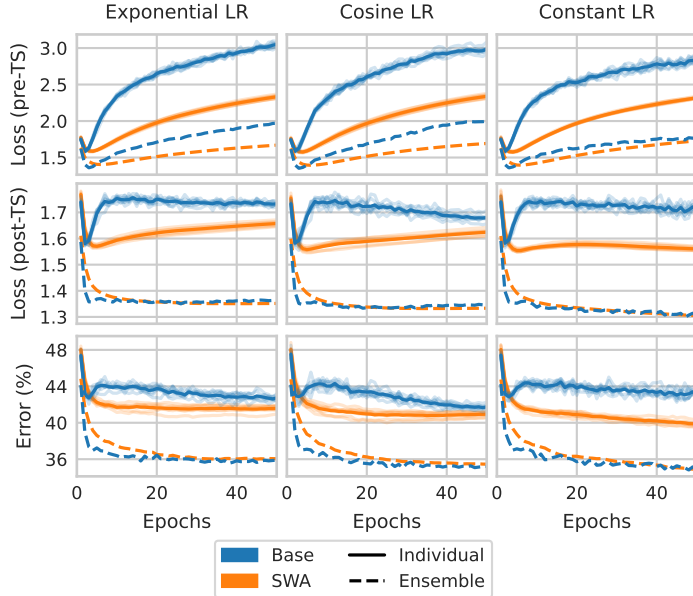 Exponential LR
Cosine LR
Constant LR
Loss (pre-TS)
3.0
2.5
2.0
1.5
Loss (post-TS)
1.7
1.6
1.5
1.4
1.3
Error (%)
48
44
40
36
0 20 40
0 20 40
0 20 40
Epochs
Epochs
Epochs
Base
Individual
SWA
Ensemble